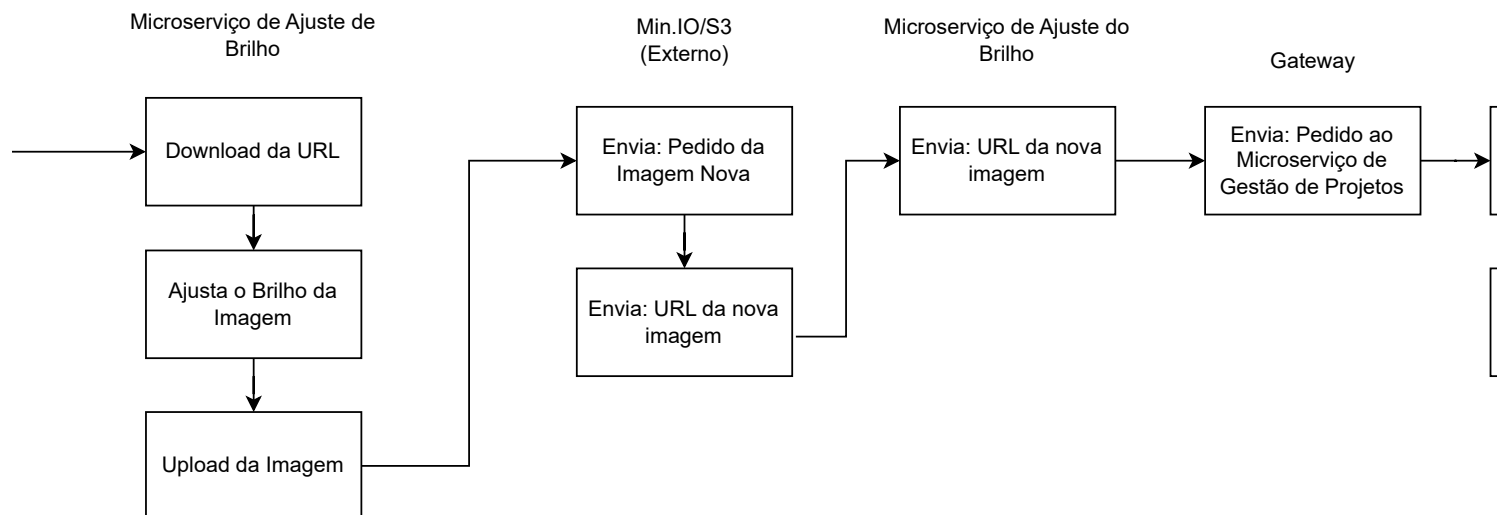 Microserviço de Ajuste de
Brilho
Download da URL
Ajusta o Brilho da
Imagem
Upload da Imagem
Min.IO/S3
(Externo)
Envia: Pedido da
Imagem Nova
Envia: URL da nova
imagem
Microserviço de Ajuste do
Brilho
Envia: URL da nova
imagem
Gateway
Envia: Pedido ao
Microserviço de
Gestão de Projetos